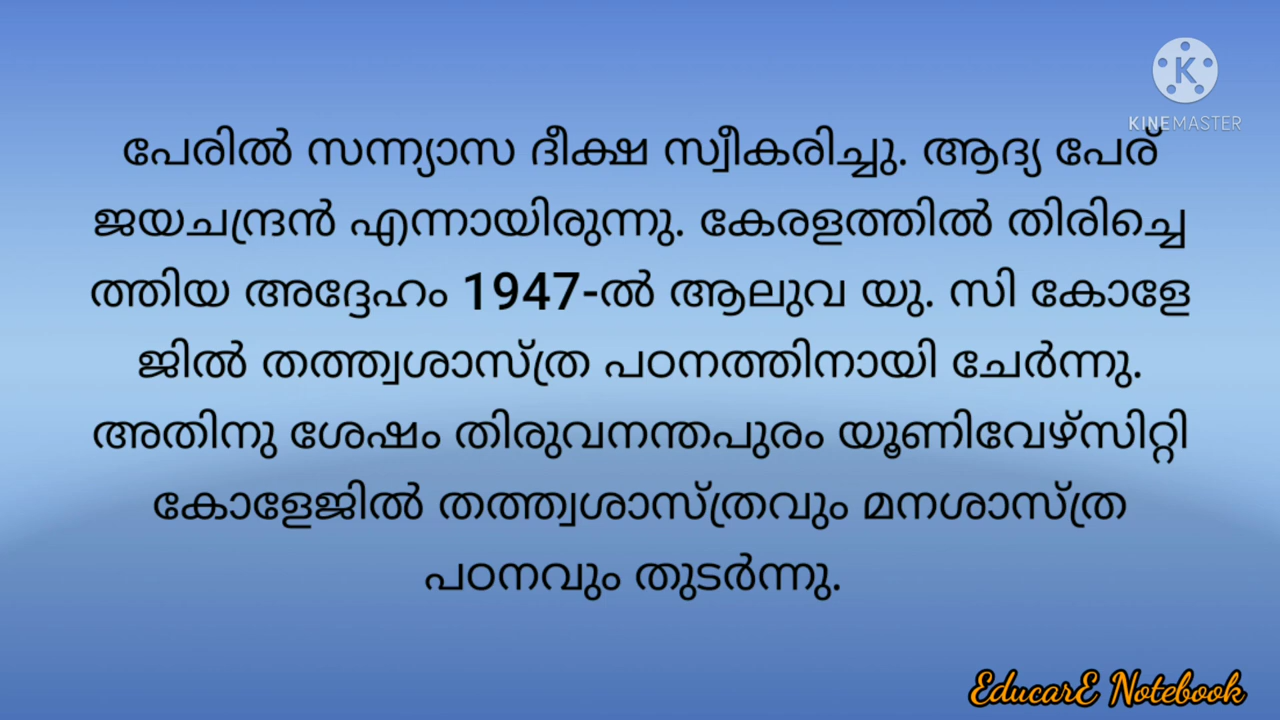 KINEMASTER
പേരിൽ സന്ന്യാസ ദീക്ഷ സ്വീകരിച്ചു. ആദ്യ പേര്
ജയചന്ദ്രൻ എന്നായിരുന്നു. കേരളത്തിൽ തിരിച്ചെ
ത്തിയ അദ്ദേഹം 1947-ൽ ആലുവ യു. സി കോളേ
ജിൽ തത്ത്വശാസ്ത്ര പഠനത്തിനായി ചേർന്നു.
അതിനു ശേഷം തിരുവനന്തപുരം യൂണിവേഴ്സിറ്റി
കോളേജിൽ തത്ത്വശാസ്ത്രവും മനശാസ്ത്ര
പഠനവും തുടർന്നു.
EducarE Notebook